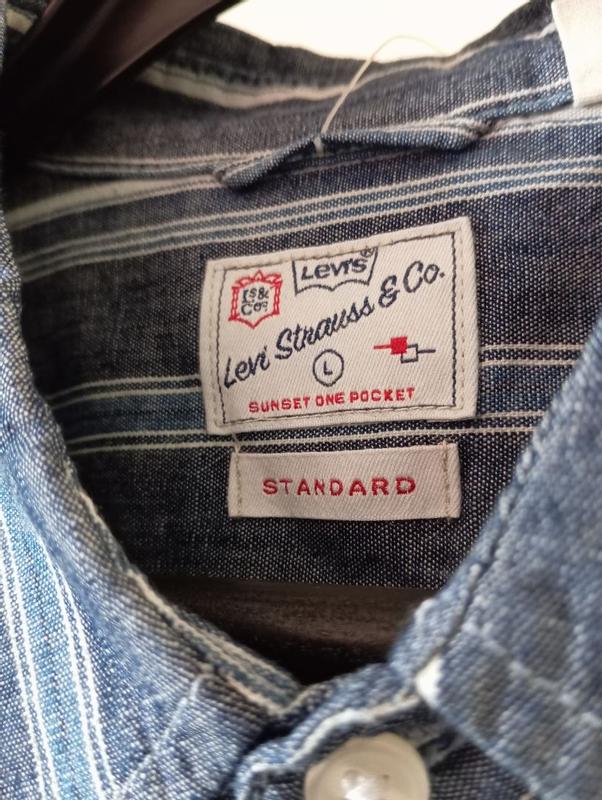 Levi's®
LS&
Co.
Levi Strauss & Co.
L
SUNSET ONE POCKET
STANDARD